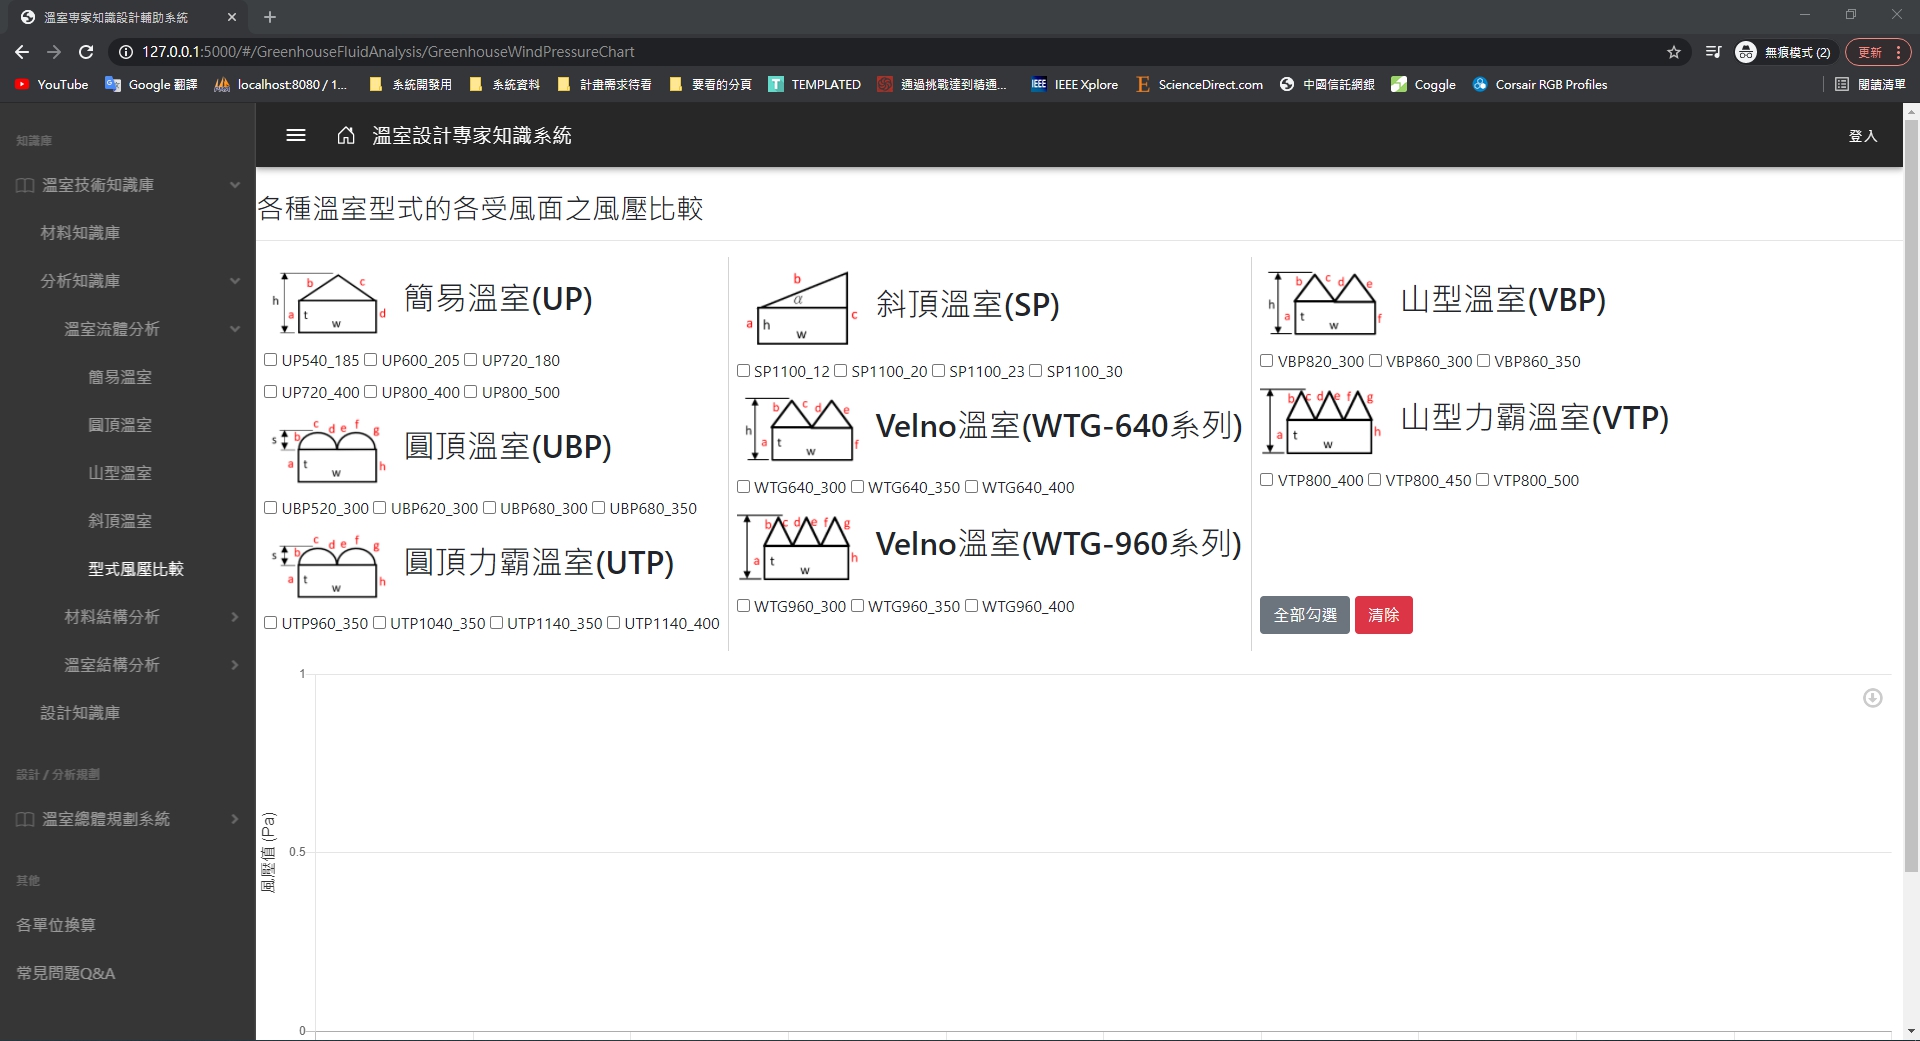 溫室專家知識設計輔助系統
127.0.0.1:5000/#/GreenhouseFluidAnalysis/GreenhouseWindPressureChart
無痕模式 (2)
更新
YouTube
Google 翻譯
localhost:8080 / 1...
系統開發用
系統資料
計畫需求待看
要看的分頁
TEMPLATED
通過挑戰達到精通...
IEEE Xplore
ScienceDirect.com
中國信託網銀
Coggle
Corsair RGB Profiles
閱讀清單
知識庫
溫室技術知識庫
材料知識庫
分析知識庫
溫室流體分析
簡易溫室
圓頂溫室
山型溫室
斜頂溫室
型式風壓比較
材料結構分析
溫室結構分析
設計知識庫
設計 / 分析規劃
溫室總體規劃系統
其他
各單位換算
常見問題Q&A
溫室設計專家知識系統
登入
各種溫室型式的各受風面之風壓比較
h b c a t w d
簡易溫室(UP)
UP540_185 UP600_205 UP720_180
UP720_400 UP800_400 UP800_500
s b c d e f g a t w h
圓頂溫室(UBP)
UBP520_300 UBP620_300 UBP680_300 UBP680_350
s b c d e f g a t w h
圓頂力霸溫室(UTP)
UTP960_350 UTP1040_350 UTP1140_350 UTP1140_400
b α a h w c
斜頂溫室(SP)
SP1100_12 SP1100_20 SP1100_23 SP1100_30
h b c d e a t w f
Velno溫室(WTG-640系列)
WTG640_300 WTG640_350 WTG640_400
b c d e f g a t w h
Velno溫室(WTG-960系列)
WTG960_300 WTG960_350 WTG960_400
h b c d e a t w f
山型溫室(VBP)
VBP820_300 VBP860_300 VBP860_350
b c d e f g a t w h
山型力霸溫室(VTP)
VTP800_400 VTP800_450 VTP800_500
全部勾選
清除
1
0.5
0
風壓值 (Pa)